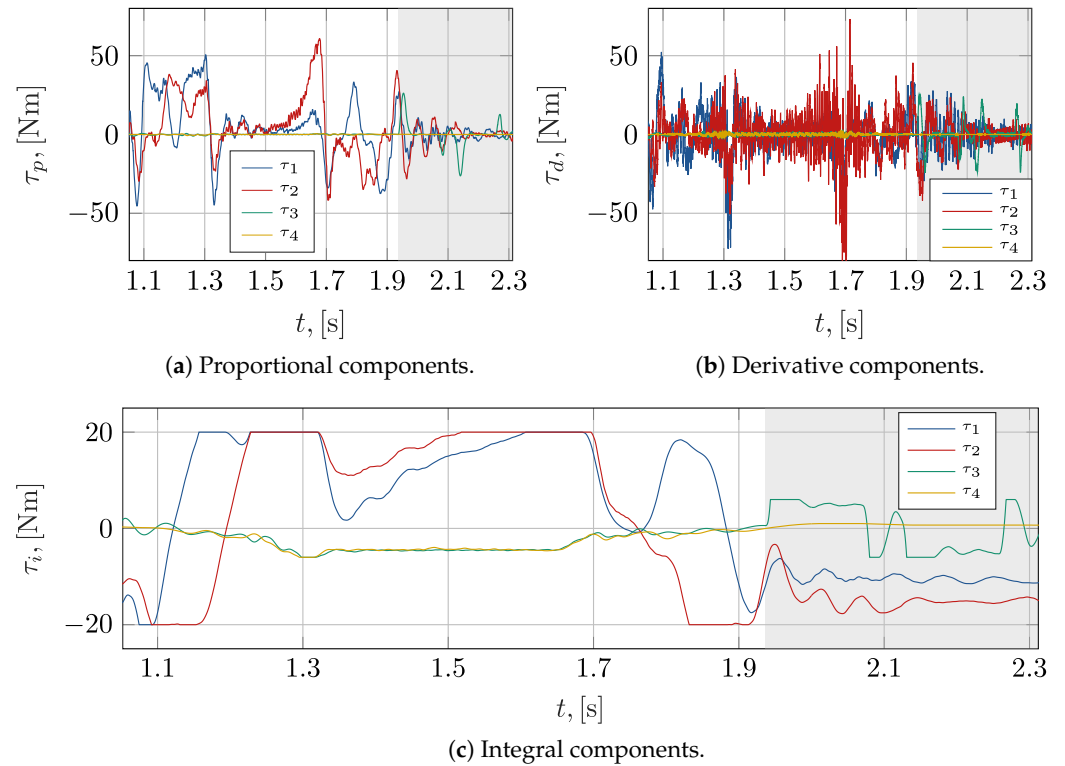 50
0
−50
τp, [Nm]
τ1
τ2
τ3
τ4
1.1 1.3 1.5 1.7 1.9 2.1 2.3
t, [s]
(a) Proportional components.
50
0
−50
τd, [Nm]
τ1
τ2
τ3
τ4
1.1 1.3 1.5 1.7 1.9 2.1 2.3
t, [s]
(b) Derivative components.
20
0
−20
τi, [Nm]
τ1
τ2
τ3
τ4
1.1 1.3 1.5 1.7 1.9 2.1 2.3
t, [s]
(c) Integral components.